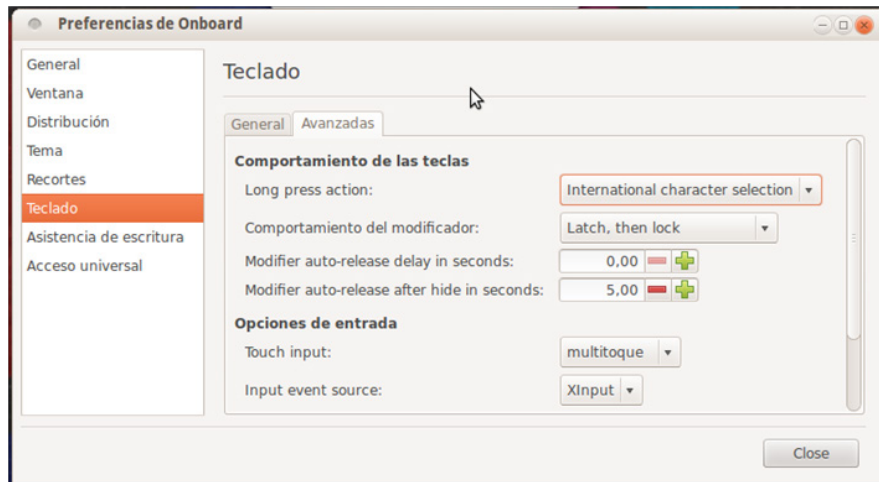 Preferencias de Onboard
General
Ventana
Distribución
Tema
Recortes
Teclado
Asistencia de escritura
Acceso universal
Teclado
General Avanzadas
Comportamiento de las teclas
Long press action: International character selection
Comportamiento del modificador: Latch, then lock
Modifier auto-release delay in seconds: 0,00
Modifier auto-release after hide in seconds: 5,00
Opciones de entrada
Touch input: multitoque
Input event source: XInput
Close